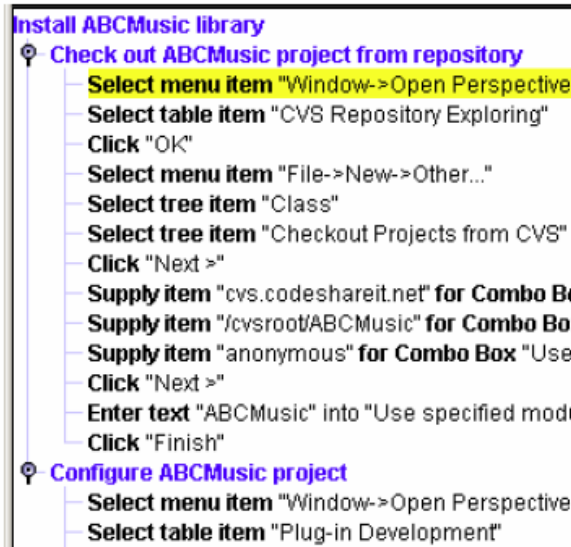 Install ABCMusic library
Check out ABCMusic project from repository
Select menu item "Window->Open Perspective
Select table item "CVS Repository Exploring"
Click "OK"
Select menu item "File->New->Other..."
Select tree item "Class"
Select tree item "Checkout Projects from CVS"
Click "Next >"
Supply item "cvs.codeshareit.net" for Combo Bo
Supply item "/cvsroot/ABCMusic" for Combo Bo
Supply item "anonymous" for Combo Box "Use
Click "Next >"
Enter text "ABCMusic" into "Use specified modu
Click "Finish"
Configure ABCMusic project
Select menu item "Window->Open Perspective
Select table item "Plug-in Development"